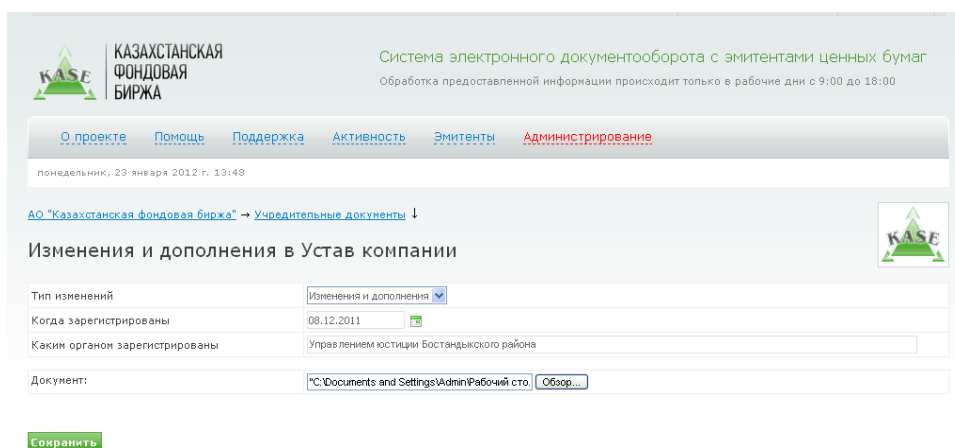 KASE
КАЗАХСТАНСКАЯ
ФОНДОВАЯ
БИРЖА
Система электронного документооборота с эмитентами ценных бумаг
Обработка предоставленной информации происходит только в рабочие дни с 9:00 до 18:00
О проекте Помощь Поддержка Активность Эмитенты Администрирование
понедельник, 23 января 2012 г. 13:48
АО "Казахстанская фондовая биржа" → Учредительные документы ↓
KASE
Изменения и дополнения в Устав компании
Тип изменений Изменения и дополнения
Когда зарегистрированы 08.12.2011
Каким органом зарегистрированы Управлением юстиции Бостандыкского района
Документ: "C:\Documents and Settings\Admin\Рабочий сто. Обзор...
Сохранить